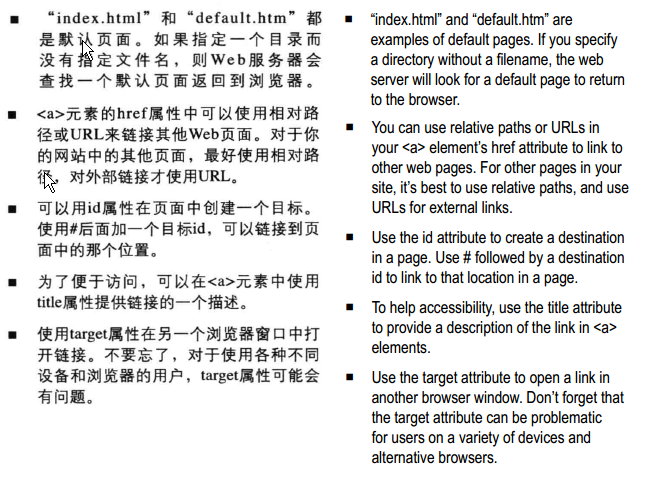 ■ “index.html”和“default.htm”都
是默认页面。如果指定一个目录而
没有指定文件名，则Web服务器会
查找一个默认页面返回到浏览器。
■ <a>元素的href属性中可以使用相对路
径或URL来链接其他Web页面。对于你
的网站中的其他页面，最好使用相对路
径，对外部链接才使用URL。
■ 可以用id属性在页面中创建一个目标。
使用#后面加一个目标id，可以链接到页
面中的那个位置。
■ 为了便于访问，可以在<a>元素中使用
title属性提供链接的一个描述。
■ 使用target属性在另一个浏览器窗口中打
开链接。不要忘了，对于使用各种不同
设备和浏览器的用户，target属性可能会
有问题。
■ “index.html” and “default.htm” are
examples of default pages. If you specify
a directory without a filename, the web
server will look for a default page to return
to the browser.
■ You can use relative paths or URLs in
your <a> element’s href attribute to link to
other web pages. For other pages in your
site, it’s best to use relative paths, and use
URLs for external links.
■ Use the id attribute to create a destination
in a page. Use # followed by a destination
id to link to that location in a page.
■ To help accessibility, use the title attribute
to provide a description of the link in <a>
elements.
■ Use the target attribute to open a link in
another browser window. Don’t forget that
the target attribute can be problematic
for users on a variety of devices and
alternative browsers.